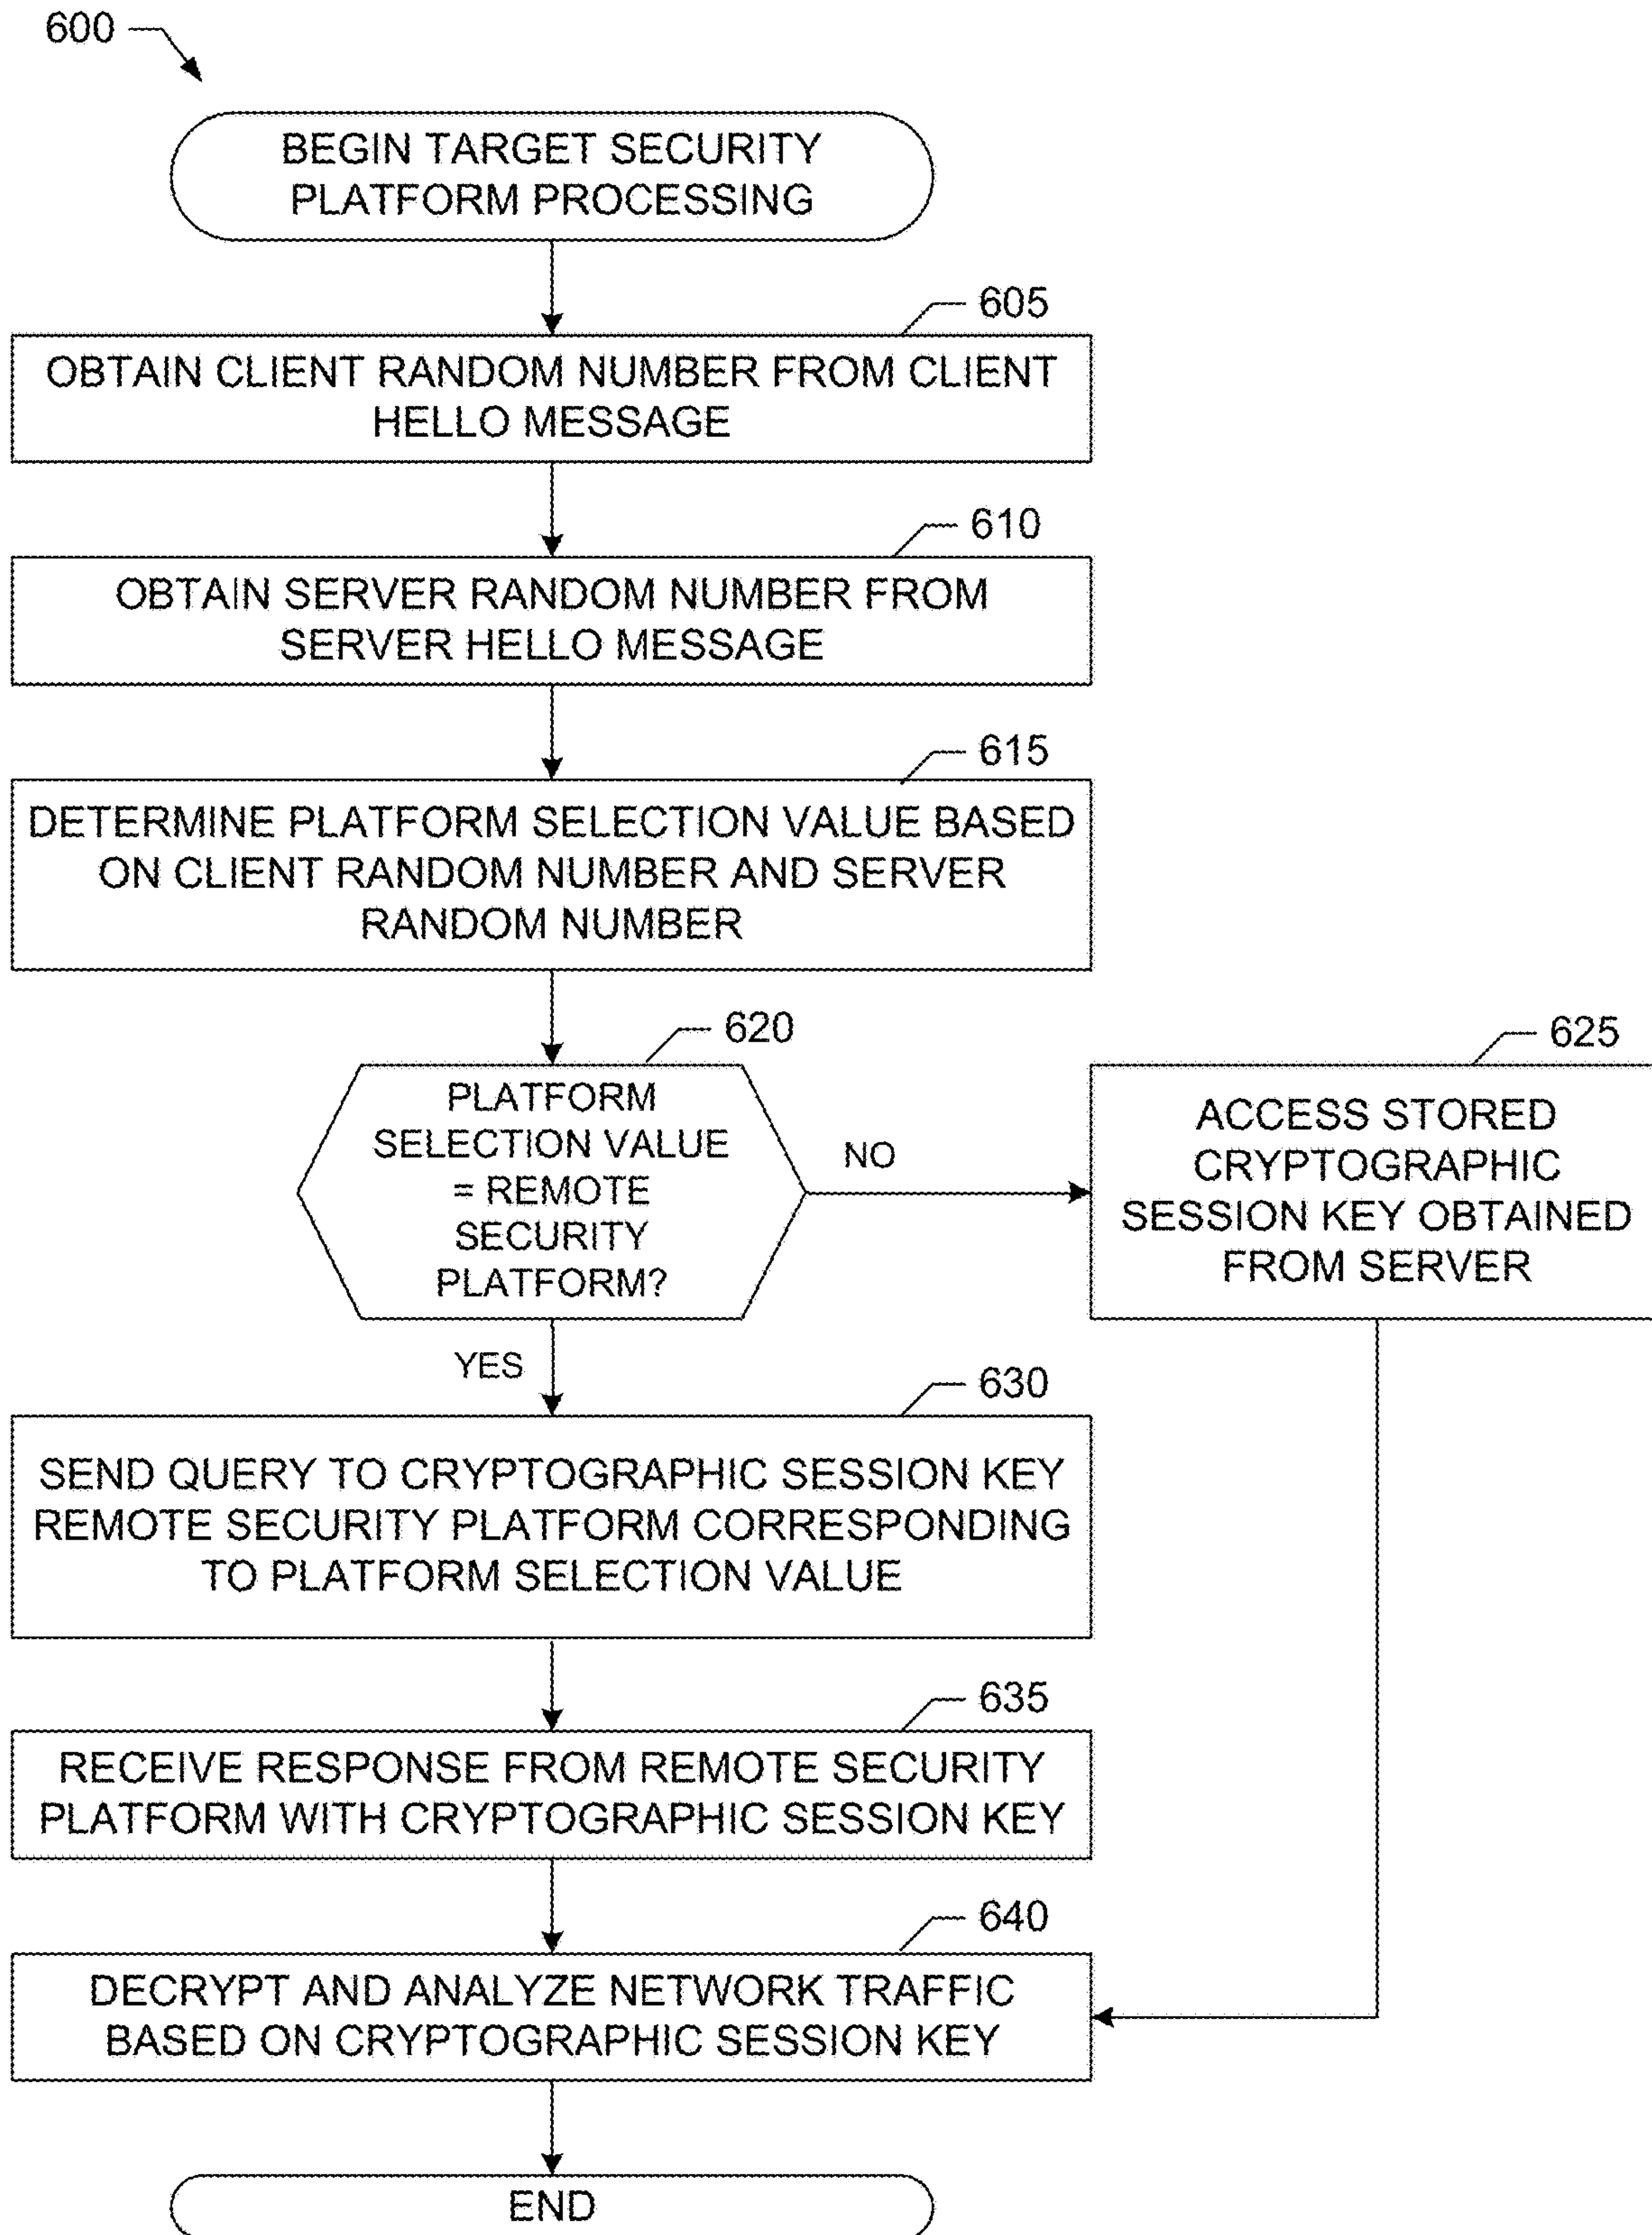 600
BEGIN TARGET SECURITY
PLATFORM PROCESSING
605
OBTAIN CLIENT RANDOM NUMBER FROM CLIENT
HELLO MESSAGE
610
OBTAIN SERVER RANDOM NUMBER FROM
SERVER HELLO MESSAGE
615
DETERMINE PLATFORM SELECTION VALUE BASED
ON CLIENT RANDOM NUMBER AND SERVER
RANDOM NUMBER
620
PLATFORM
SELECTION VALUE
= REMOTE
SECURITY
PLATFORM?
NO
625
ACCESS STORED
CRYPTOGRAPHIC
SESSION KEY OBTAINED
FROM SERVER
YES
630
SEND QUERY TO CRYPTOGRAPHIC SESSION KEY
REMOTE SECURITY PLATFORM CORRESPONDING
TO PLATFORM SELECTION VALUE
635
RECEIVE RESPONSE FROM REMOTE SECURITY
PLATFORM WITH CRYPTOGRAPHIC SESSION KEY
640
DECRYPT AND ANALYZE NETWORK TRAFFIC
BASED ON CRYPTOGRAPHIC SESSION KEY
END